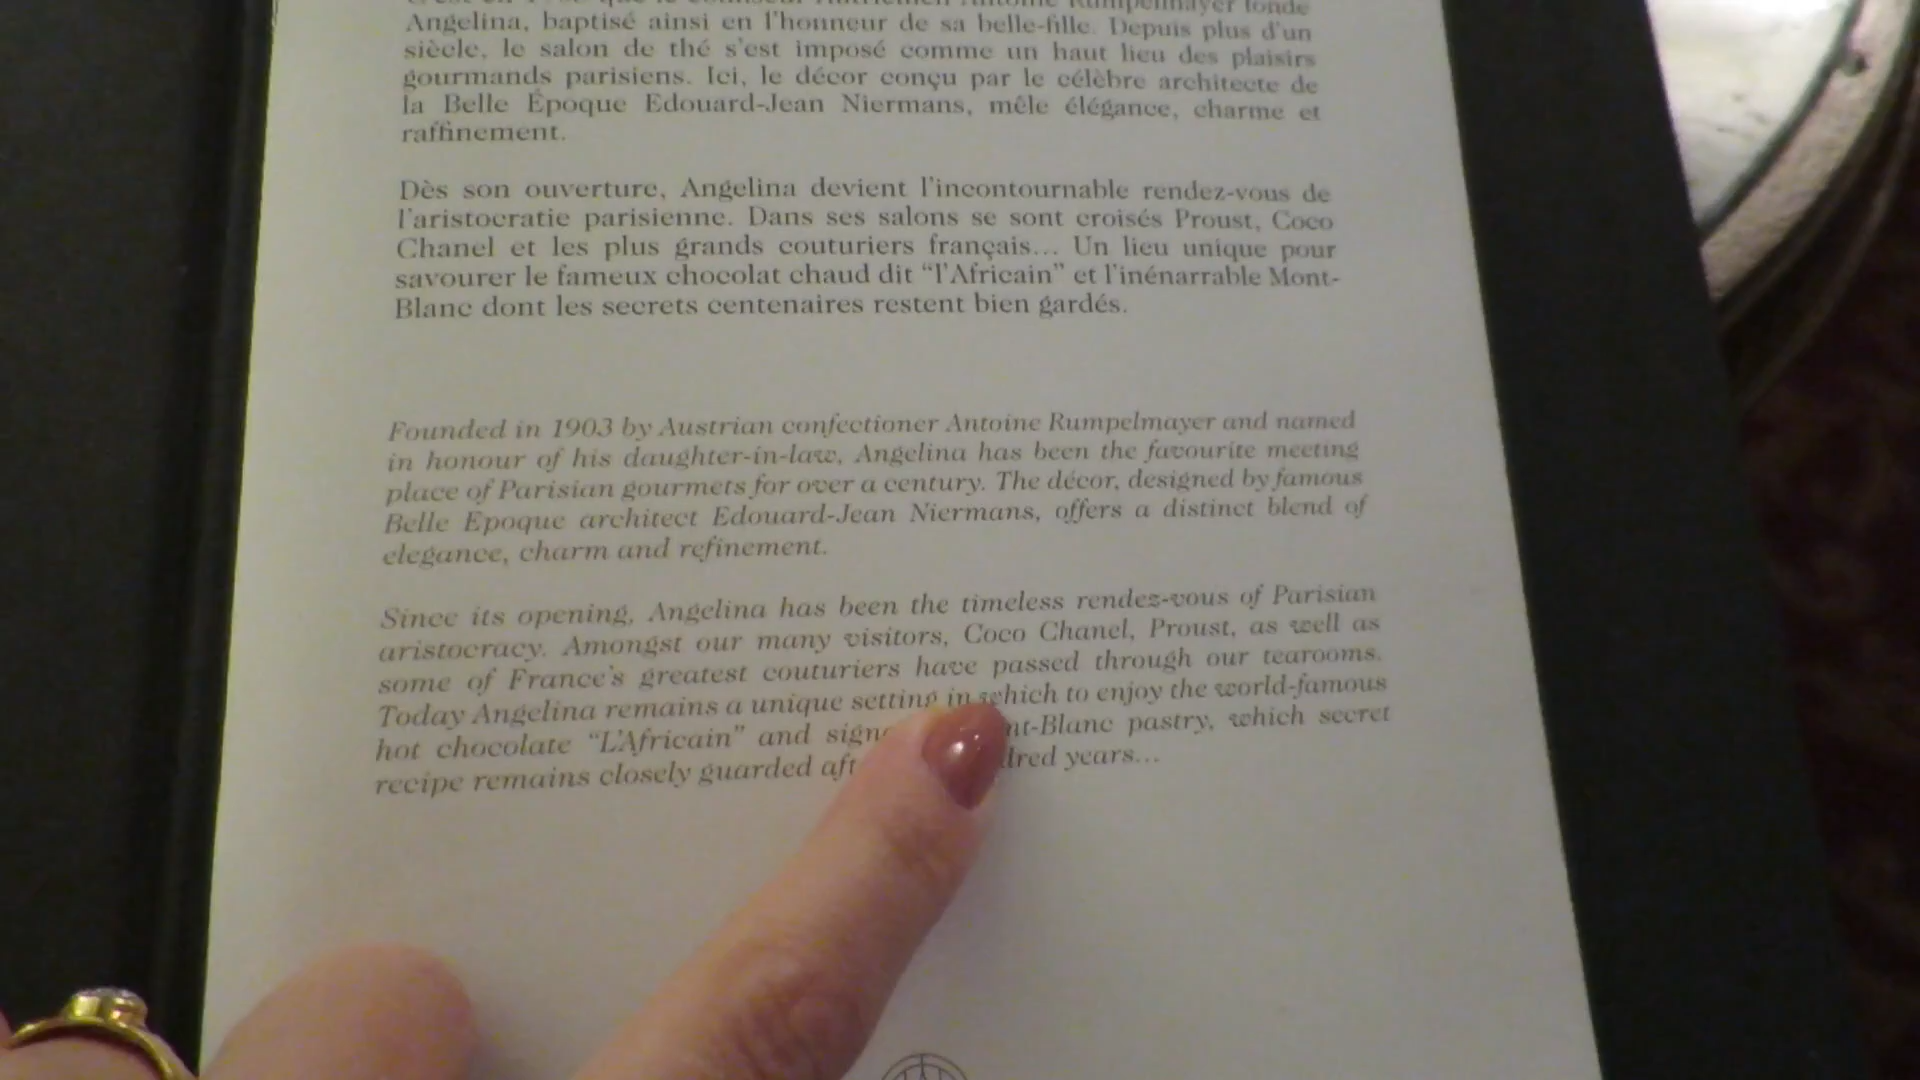 Rumpelmayer fonde
Angelina, baptisé ainsi en l'honneur de sa belle-fille. Depuis plus d'un
siècle, le salon de thé s'est imposé comme un haut lieu des plaisirs
gourmands parisiens. Ici, le décor conçu par le célèbre architecte de
la Belle Époque Edouard-Jean Niermans, mêle élégance, charme et
raffinement.
Dès son ouverture, Angelina devient l'incontournable rendez-vous de
l'aristocratie parisienne. Dans ses salons se sont croisés Proust, Coco
Chanel et les plus grands couturiers français... Un lieu unique pour
savourer le fameux chocolat chaud dit “l'Africain” et l'inénarrable Mont-
Blanc dont les secrets centenaires restent bien gardés.
Founded in 1903 by Austrian confectioner Antoine Rumpelmayer and named
in honour of his daughter-in-law, Angelina has been the favourite meeting
place of Parisian gourmets for over a century. The décor, designed by famous
Belle Epoque architect Edouard-Jean Niermans, offers a distinct blend of
elegance, charm and refinement.
Since its opening, Angelina has been the timeless rendez-vous of Parisian
aristocracy. Amongst our many visitors, Coco Chanel, Proust, as well as
some of France's greatest couturiers have passed through our tearooms.
Today Angelina remains a unique setting in which to enjoy the world-famous
hot chocolate “L'Africain” and nt-Blanc pastry, which secret
recipe remains closely guarded years...